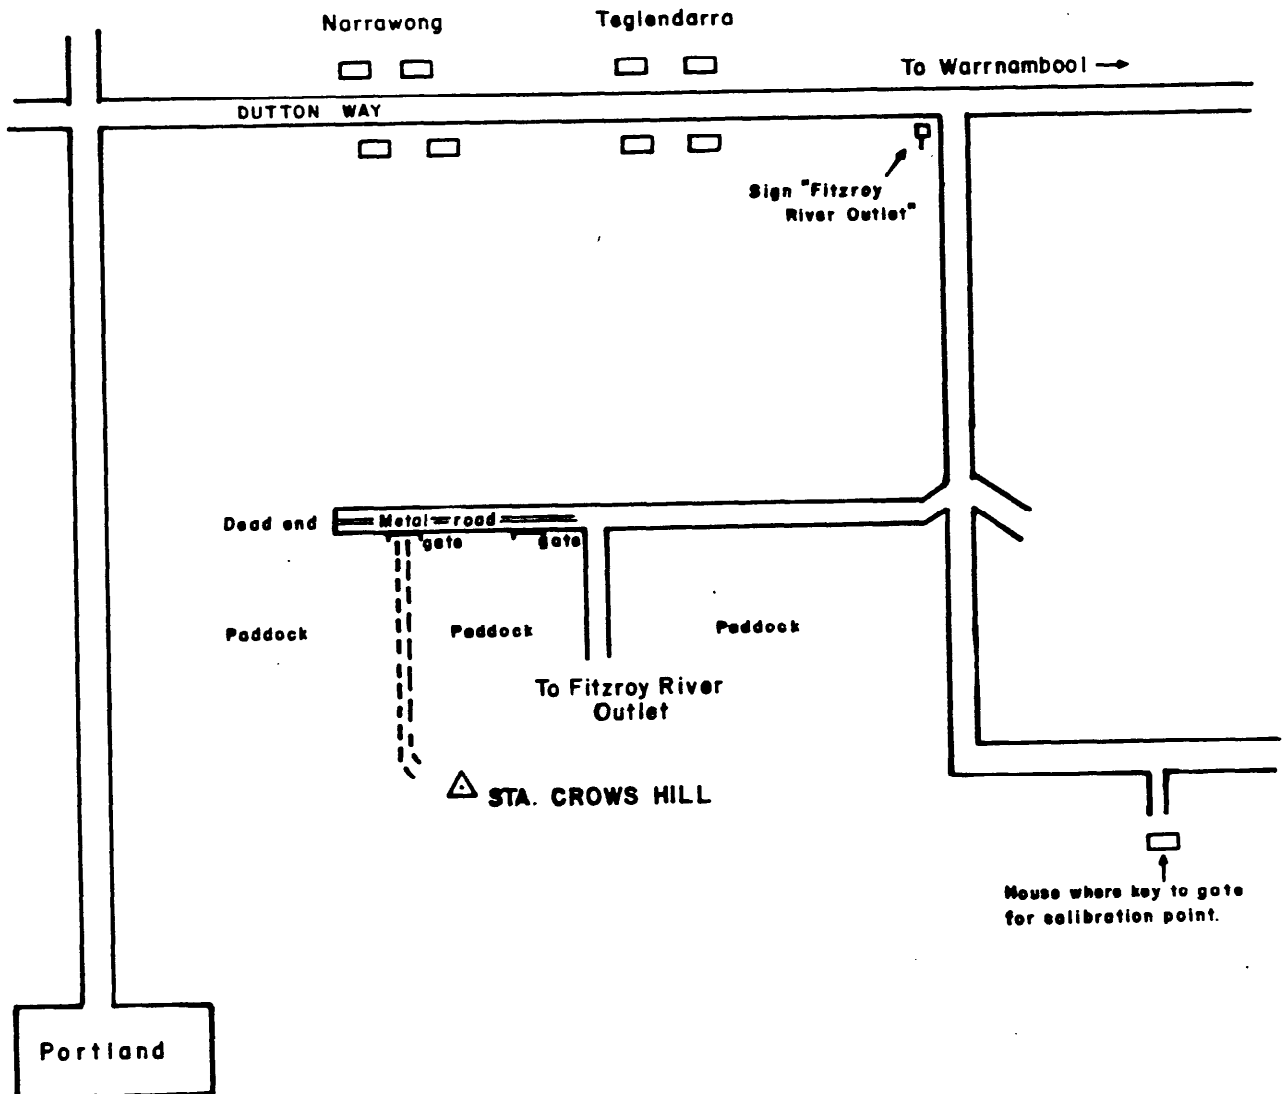 Narrawong
Teglendarra
To Warrnambool
DUTTON WAY
Sign "Fitzroy
River Outlet"
Dead end
Metal road
gate
gate
Paddock
Paddock
Paddock
To Fitzroy River
Outlet
STA. CROWS HILL
House where key to gate
for calibration point.
Portland